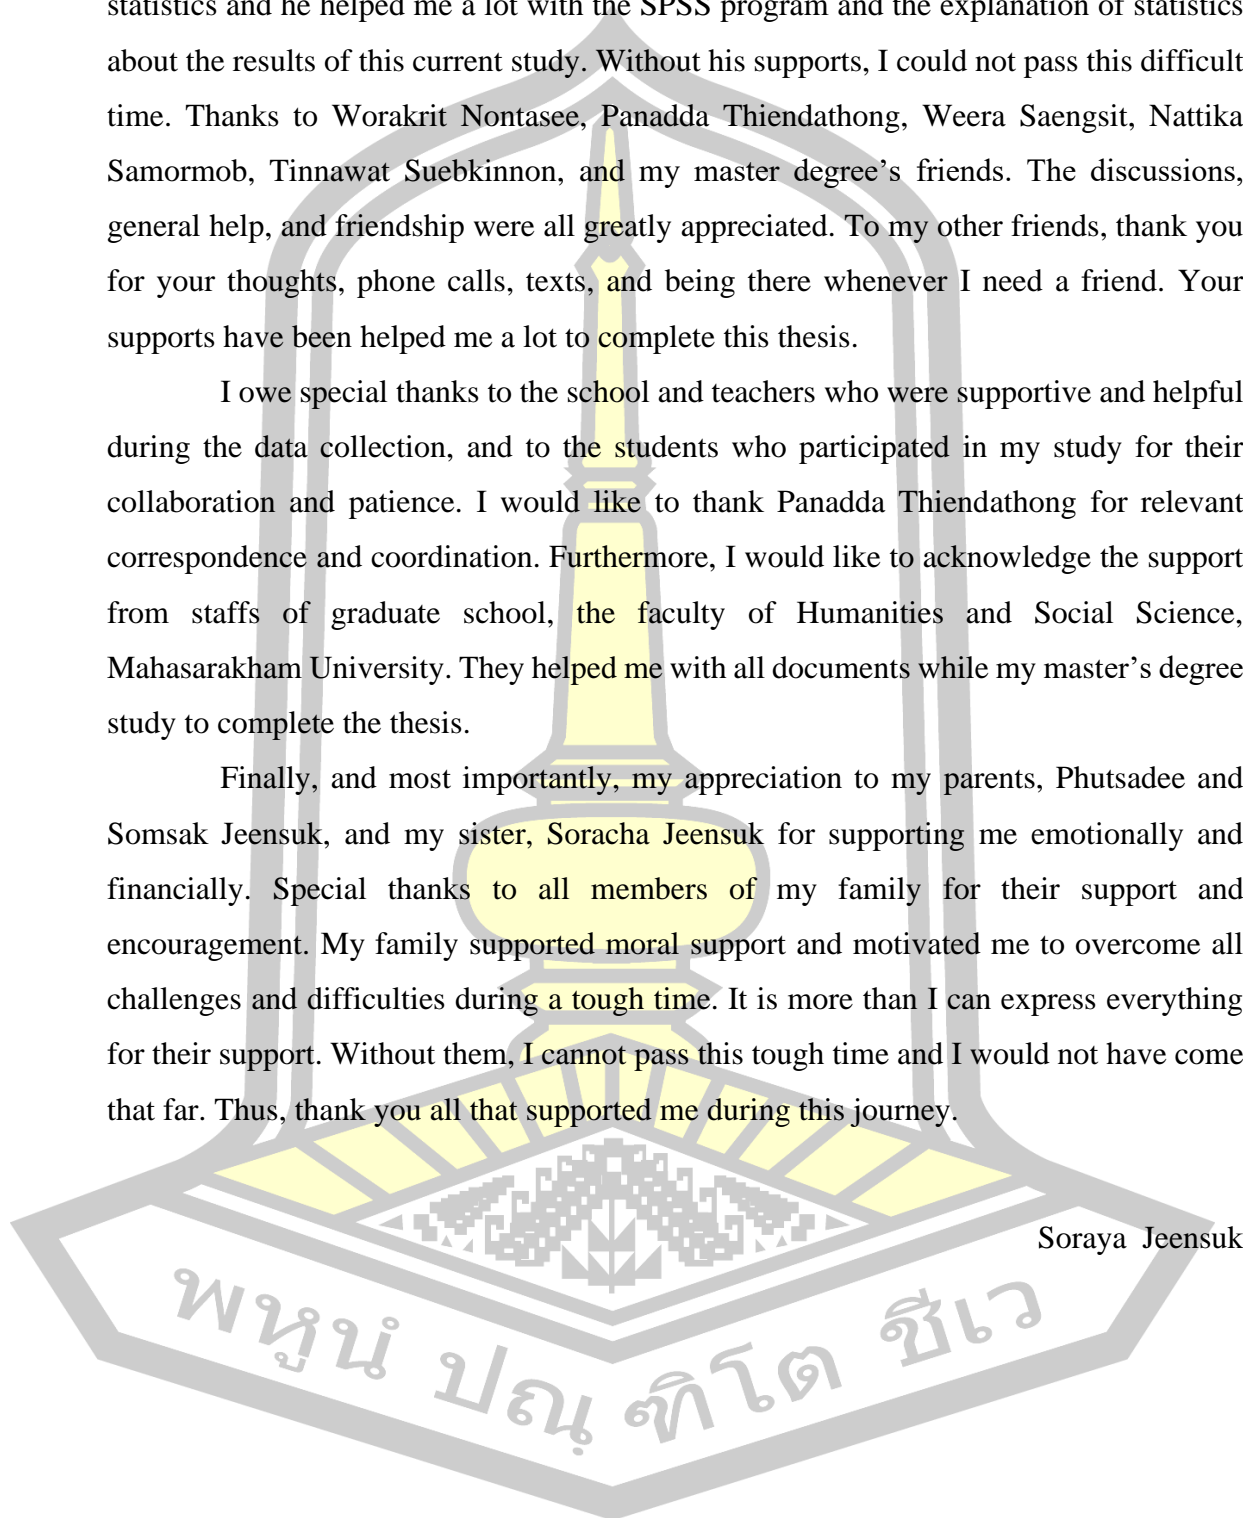 statistics and he helped me a lot with the SPSS program and the explanation of statistics
about the results of this current study. Without his supports, I could not pass this difficult
time. Thanks to Worakrit Nontasee, Panadda Thiendathong, Weera Saengsit, Nattika
Samormob, Tinnawat Suebkinnon, and my master degree’s friends. The discussions,
general help, and friendship were all greatly appreciated. To my other friends, thank you
for your thoughts, phone calls, texts, and being there whenever I need a friend. Your
supports have been helped me a lot to complete this thesis.
I owe special thanks to the school and teachers who were supportive and helpful
during the data collection, and to the students who participated in my study for their
collaboration and patience. I would like to thank Panadda Thiendathong for relevant
correspondence and coordination. Furthermore, I would like to acknowledge the support
from staffs of graduate school, the faculty of Humanities and Social Science,
Mahasarakham University. They helped me with all documents while my master’s degree
study to complete the thesis.
Finally, and most importantly, my appreciation to my parents, Phutsadee and
Somsak Jeensuk, and my sister, Soracha Jeensuk for supporting me emotionally and
financially. Special thanks to all members of my family for their support and
encouragement. My family supported moral support and motivated me to overcome all
challenges and difficulties during a tough time. It is more than I can express everything
for their support. Without them, I cannot pass this tough time and I would not have come
that far. Thus, thank you all that supported me during this journey.
Soraya Jeensuk
พหูนํ ปณฺ ฑิโต ชีเว